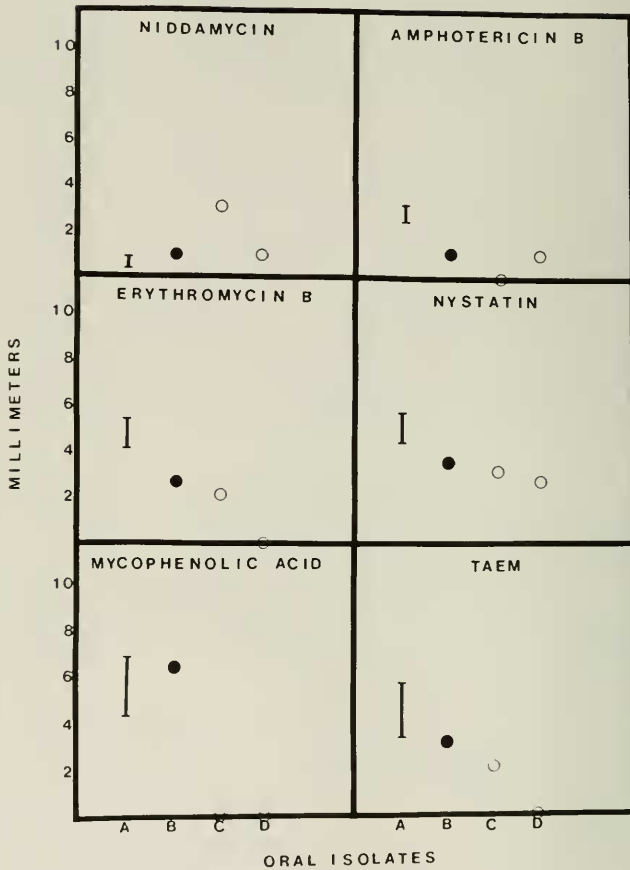 NIDDAMYCIN
AMPHOTERICIN B
10
8
6
4
2
ERYTHROMYCIN B
NYSTATIN
10
8
6
4
2
MYCOPHENOLIC ACID
TAEM
10
8
6
4
2
A B C D
A B C D
MILLIMETERS
ORAL ISOLATES